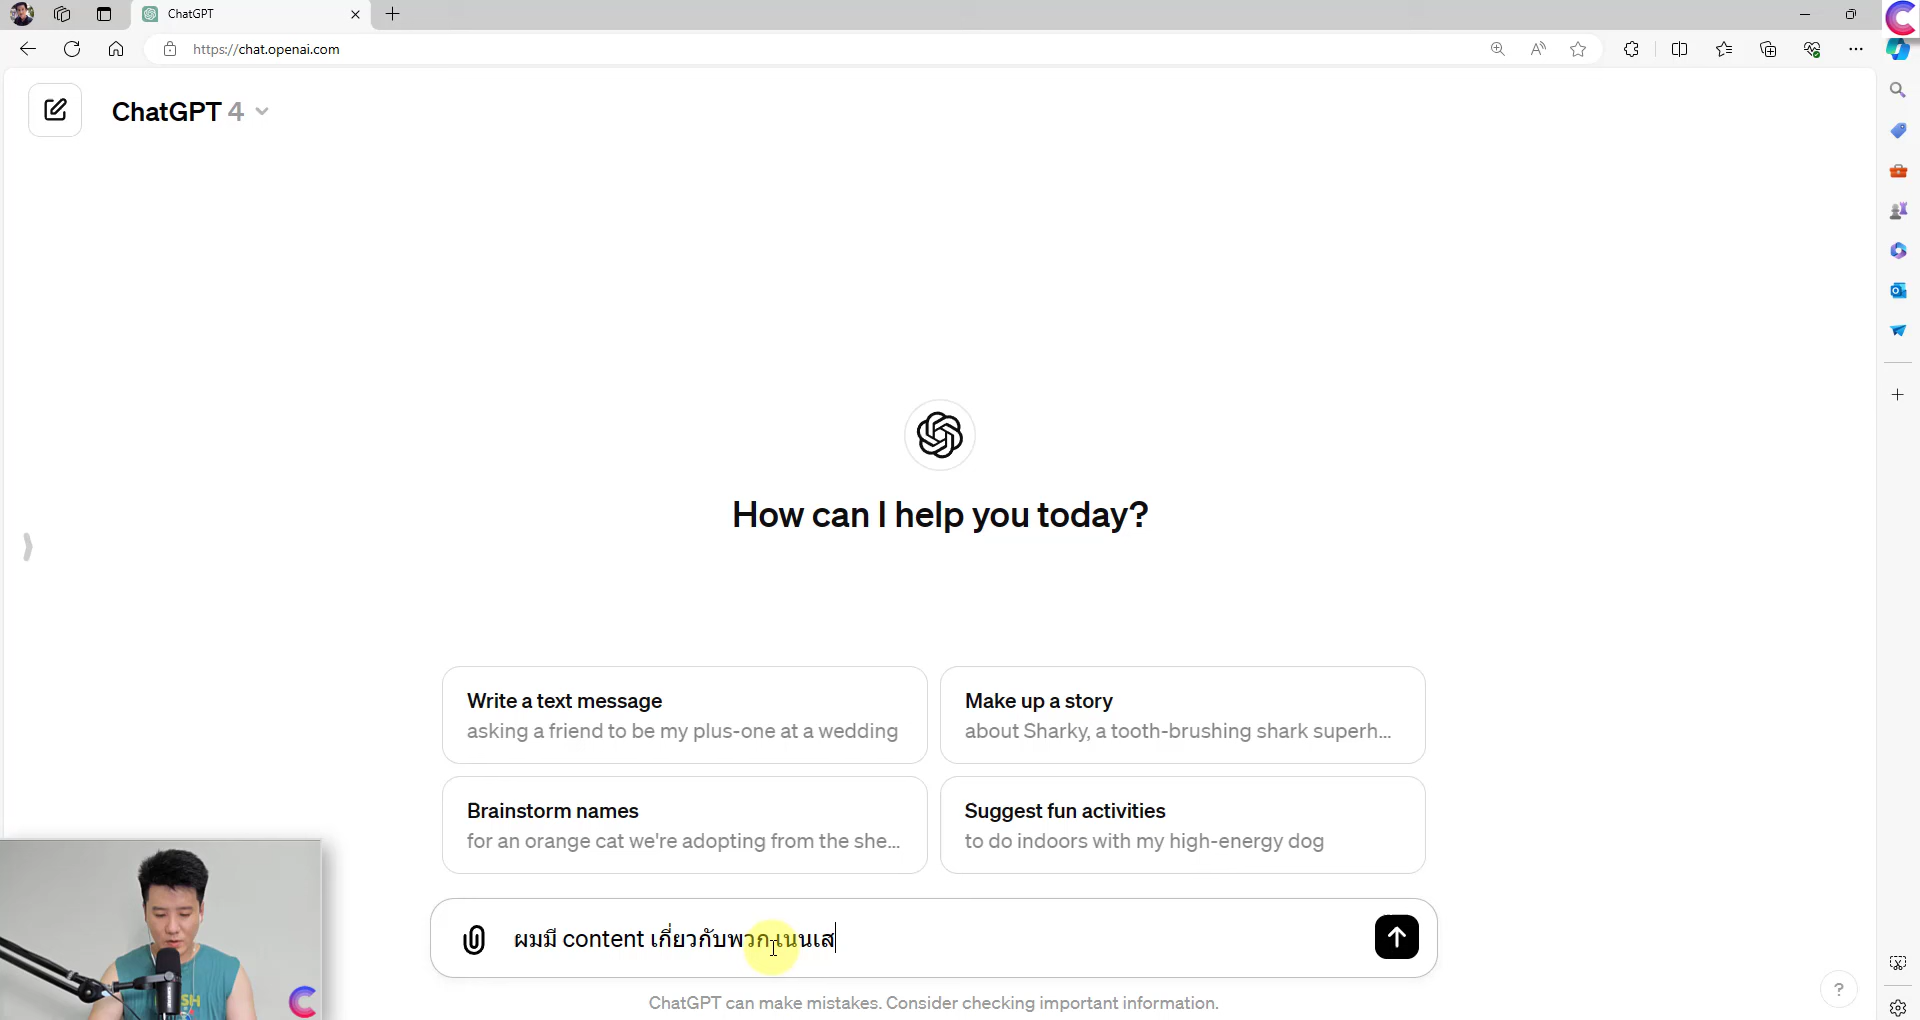 ChatGPT
https://chat.openai.com
ChatGPT 4
How can I help you today?
Write a text message
asking a friend to be my plus-one at a wedding
Make up a story
about Sharky, a tooth-brushing shark superh...
Brainstorm names
for an orange cat we're adopting from the she...
Suggest fun activities
to do indoors with my high-energy dog
ผมมี content เกี่ยวกับพวก เนนเส
ChatGPT can make mistakes. Consider checking important information.
?